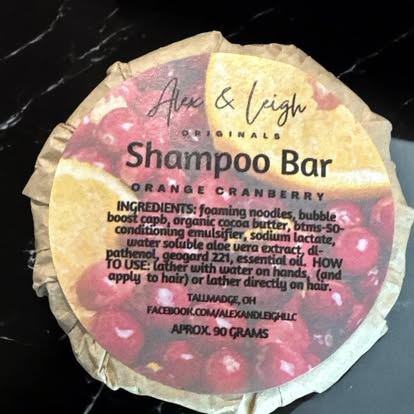 Alex & Leigh
ORIGINALS
Shampoo Bar
ORANGE CRANBERRY
INGREDIENTS: foaming noodles, bubble
boost capb, organic cocoa butter, btms-50-
conditioning emulsifier, sodium lactate,
water soluble aloe vera extract, di-
pathenol, geogard 221, essential oil. HOW
TO USE: lather with water on hands, (and
apply to hair) or lather directly on hair.
TALLMADGE, OH
FACEBOOK.COM/ALEXANDLEIGHLLC
APROX. 90 GRAMS